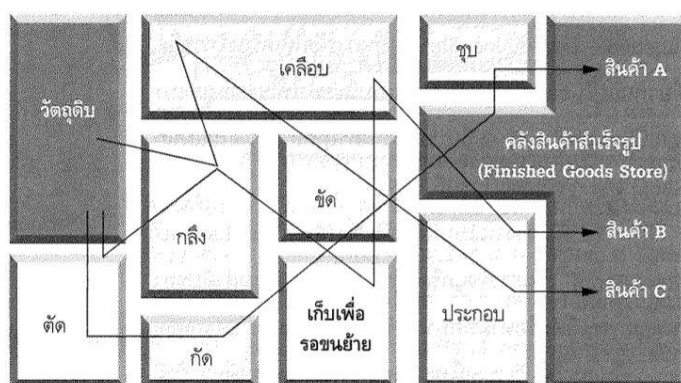 วัตถุดิบ
ตัด
เคลือบ
กลึง
ขัด
กัด
เก็บเพื่อ
รอขนย้าย
ชุบ
ประกอบ
คลังสินค้าสำเร็จรูป
(Finished Goods Store)
สินค้า A
สินค้า B
สินค้า C